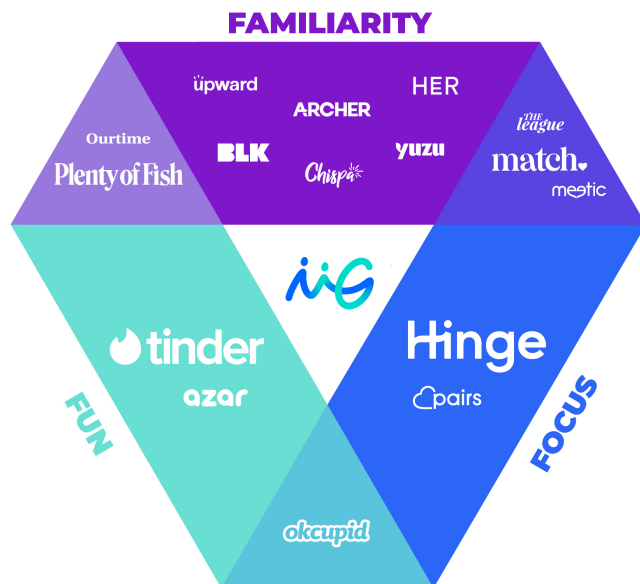 FAMILIARITY
upward
HER
ARCHER
BLK
yuzu
Chispa
Ourtime
Plenty of Fish
THE
league
match
meetic
MG
tinder
azar
Hinge
pairs
FUN
FOCUS
okcupid